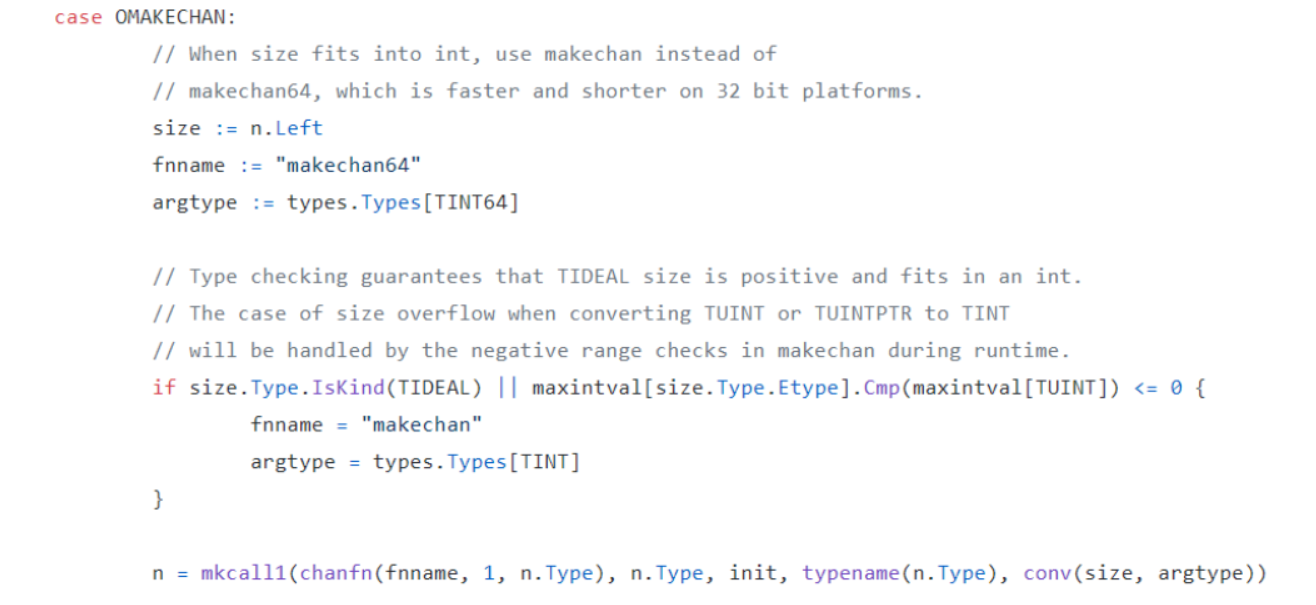 case OMAKECHAN:
// When size fits into int, use makechan instead of
// makechan64, which is faster and shorter on 32 bit platforms.
size := n.Left
fnname := "makechan64"
argtype := types.Types[TINT64]
// Type checking guarantees that TIDEAL size is positive and fits in an int.
// The case of size overflow when converting TUINT or TUINTPTR to TINT
// will be handled by the negative range checks in makechan during runtime.
if size.Type.IsKind(TIDEAL) || maxintval[size.Type.Etype].Cmp(maxintval[TUINT]) <= 0 {
fnname = "makechan"
argtype = types.Types[TINT]
}
n = mkcall1(chanfn(fnname, 1, n.Type), n.Type, init, typename(n.Type), conv(size, argtype))